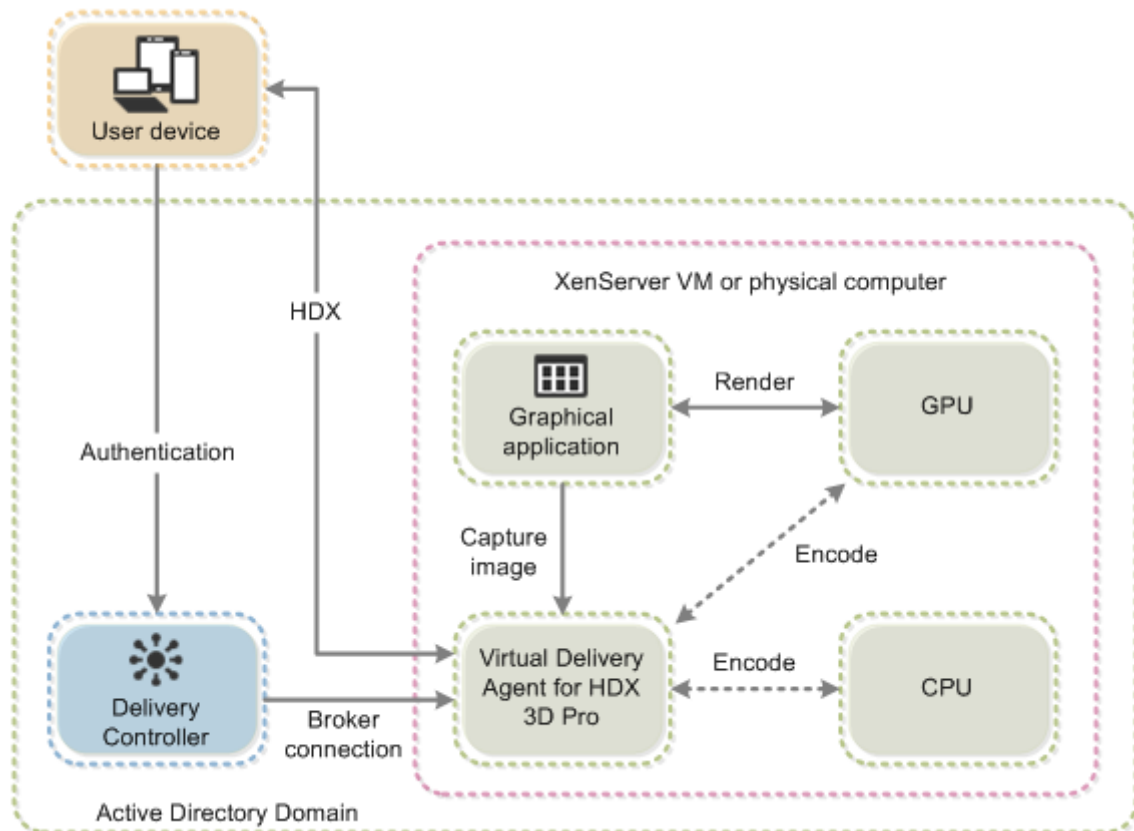 User device
HDX
Authentication
XenServer VM or physical computer
Graphical
application
Render
GPU
Capture
image
Encode
Virtual Delivery
Agent for HDX
3D Pro
Encode
CPU
Delivery
Controller
Broker
connection
Active Directory Domain